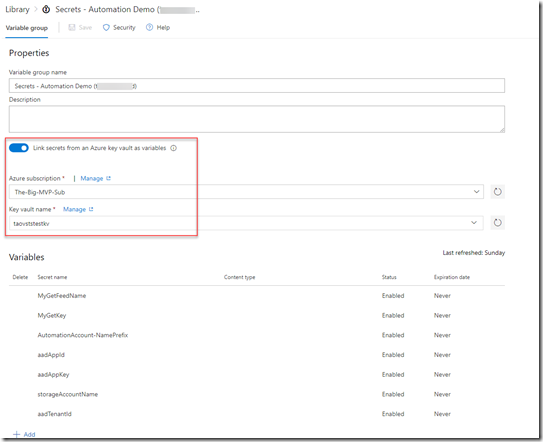 Library > Secrets - Automation Demo ( ..
Variable group | Save Security Help
Properties
Variable group name
Secrets - Automation Demo ( )
Description
Link secrets from an Azure key vault as variables
Azure subscription * | Manage
The-Big-MVP-Sub
Key vault name * Manage
taovststestkv
Variables Last refreshed: Sunday
Delete Secret name Content type Status Expiration date
MyGetFeedName Enabled Never
MyGetKey Enabled Never
AutomationAccount-NamePrefix Enabled Never
aadAppId Enabled Never
aadAppKey Enabled Never
storageAccountName Enabled Never
aadTenantId Enabled Never
+ Add